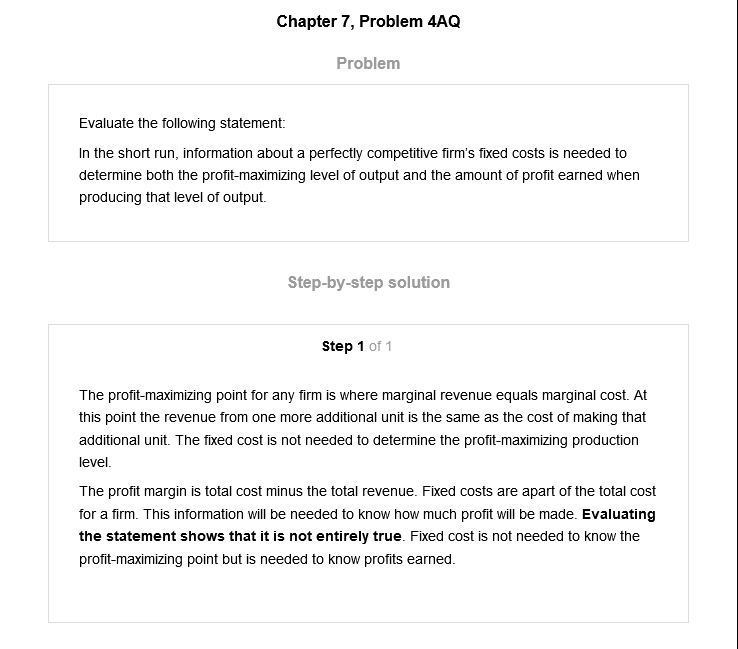 Chapter 7, Problem 4AQ
Problem
Evaluate the following statement:
In the short run, information about a perfectly competitive firm's fixed costs is needed to
determine both the profit-maximizing level of output and the amount of profit earned when
producing that level of output.
Step-by-step solution
Step 1 of 1
The profit-maximizing point for any firm is where marginal revenue equals marginal cost. At
this point the revenue from one more additional unit is the same as the cost of making that
additional unit. The fixed cost is not needed to determine the profit-maximizing production
level.
The profit margin is total cost minus the total revenue. Fixed costs are apart of the total cost
for a firm. This information will be needed to know how much profit will be made. Evaluating
the statement shows that it is not entirely true. Fixed cost is not needed to know the
profit-maximizing point but is needed to know profits earned.